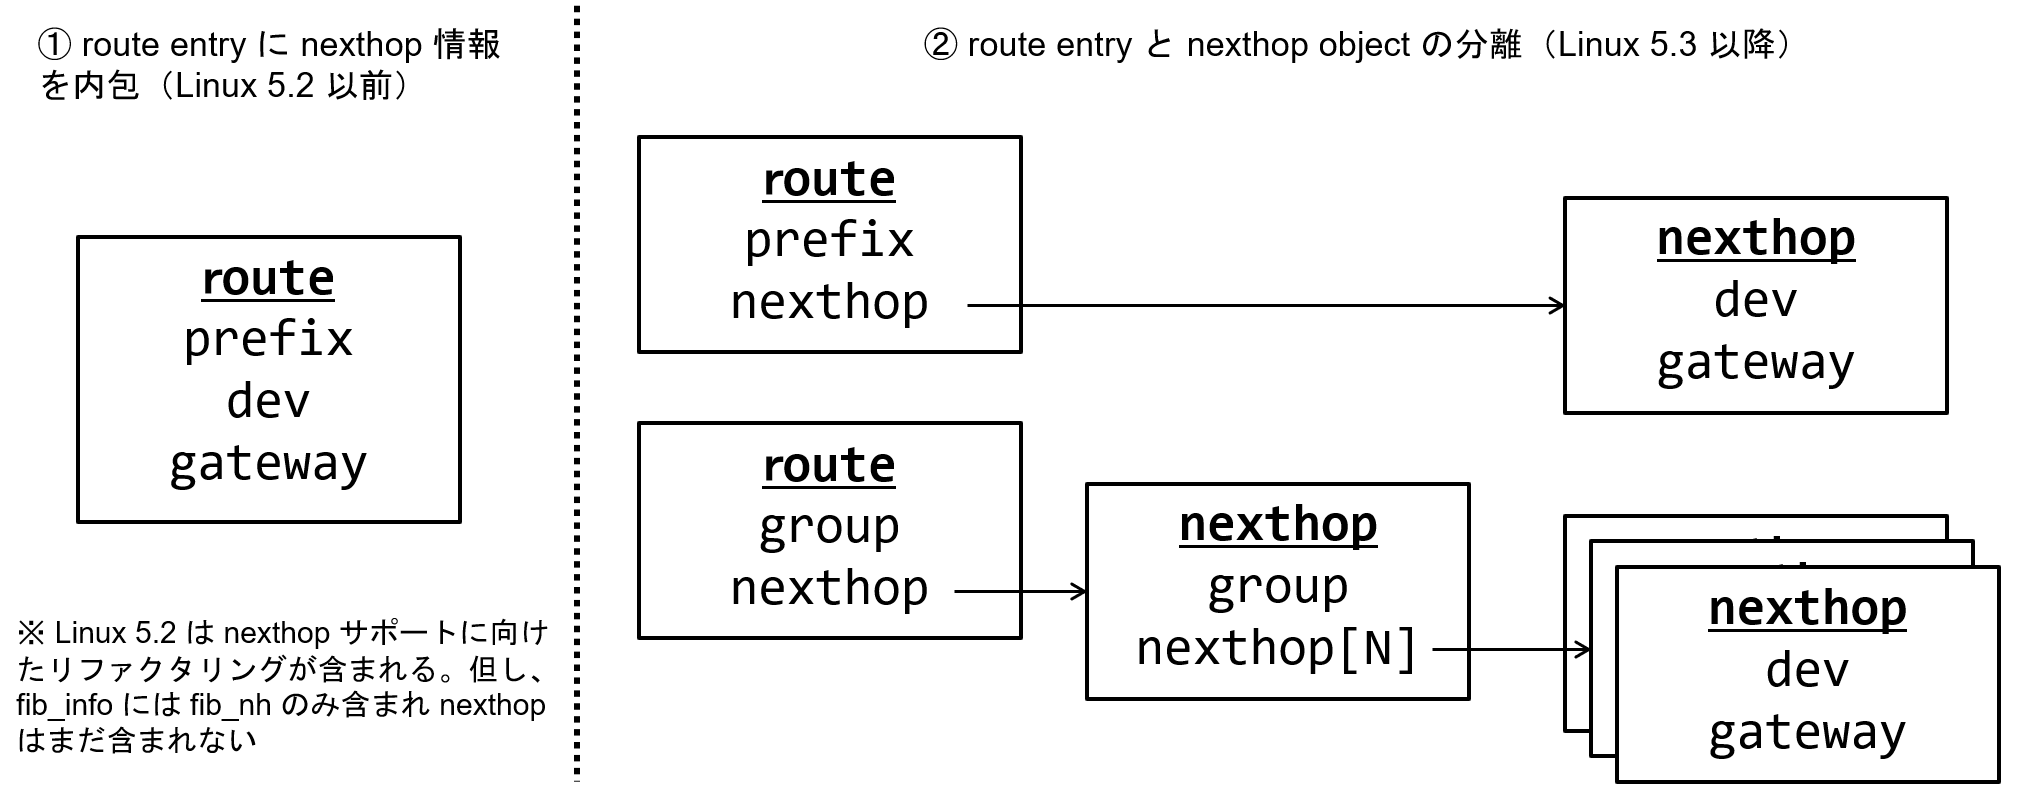 ① route entry に nexthop 情報
を内包（Linux 5.2 以前）
route
prefix
dev
gateway
※ Linux 5.2 は nexthop サポートに向け
たリファクタリングが含まれる。但し、
fib_info には fib_nh のみ含まれ nexthop
はまだ含まれない
② route entry と nexthop object の分離（Linux 5.3 以降）
route
prefix
nexthop
nexthop
dev
gateway
route
group
nexthop
nexthop
group
nexthop[N]
nexthop
dev
gateway